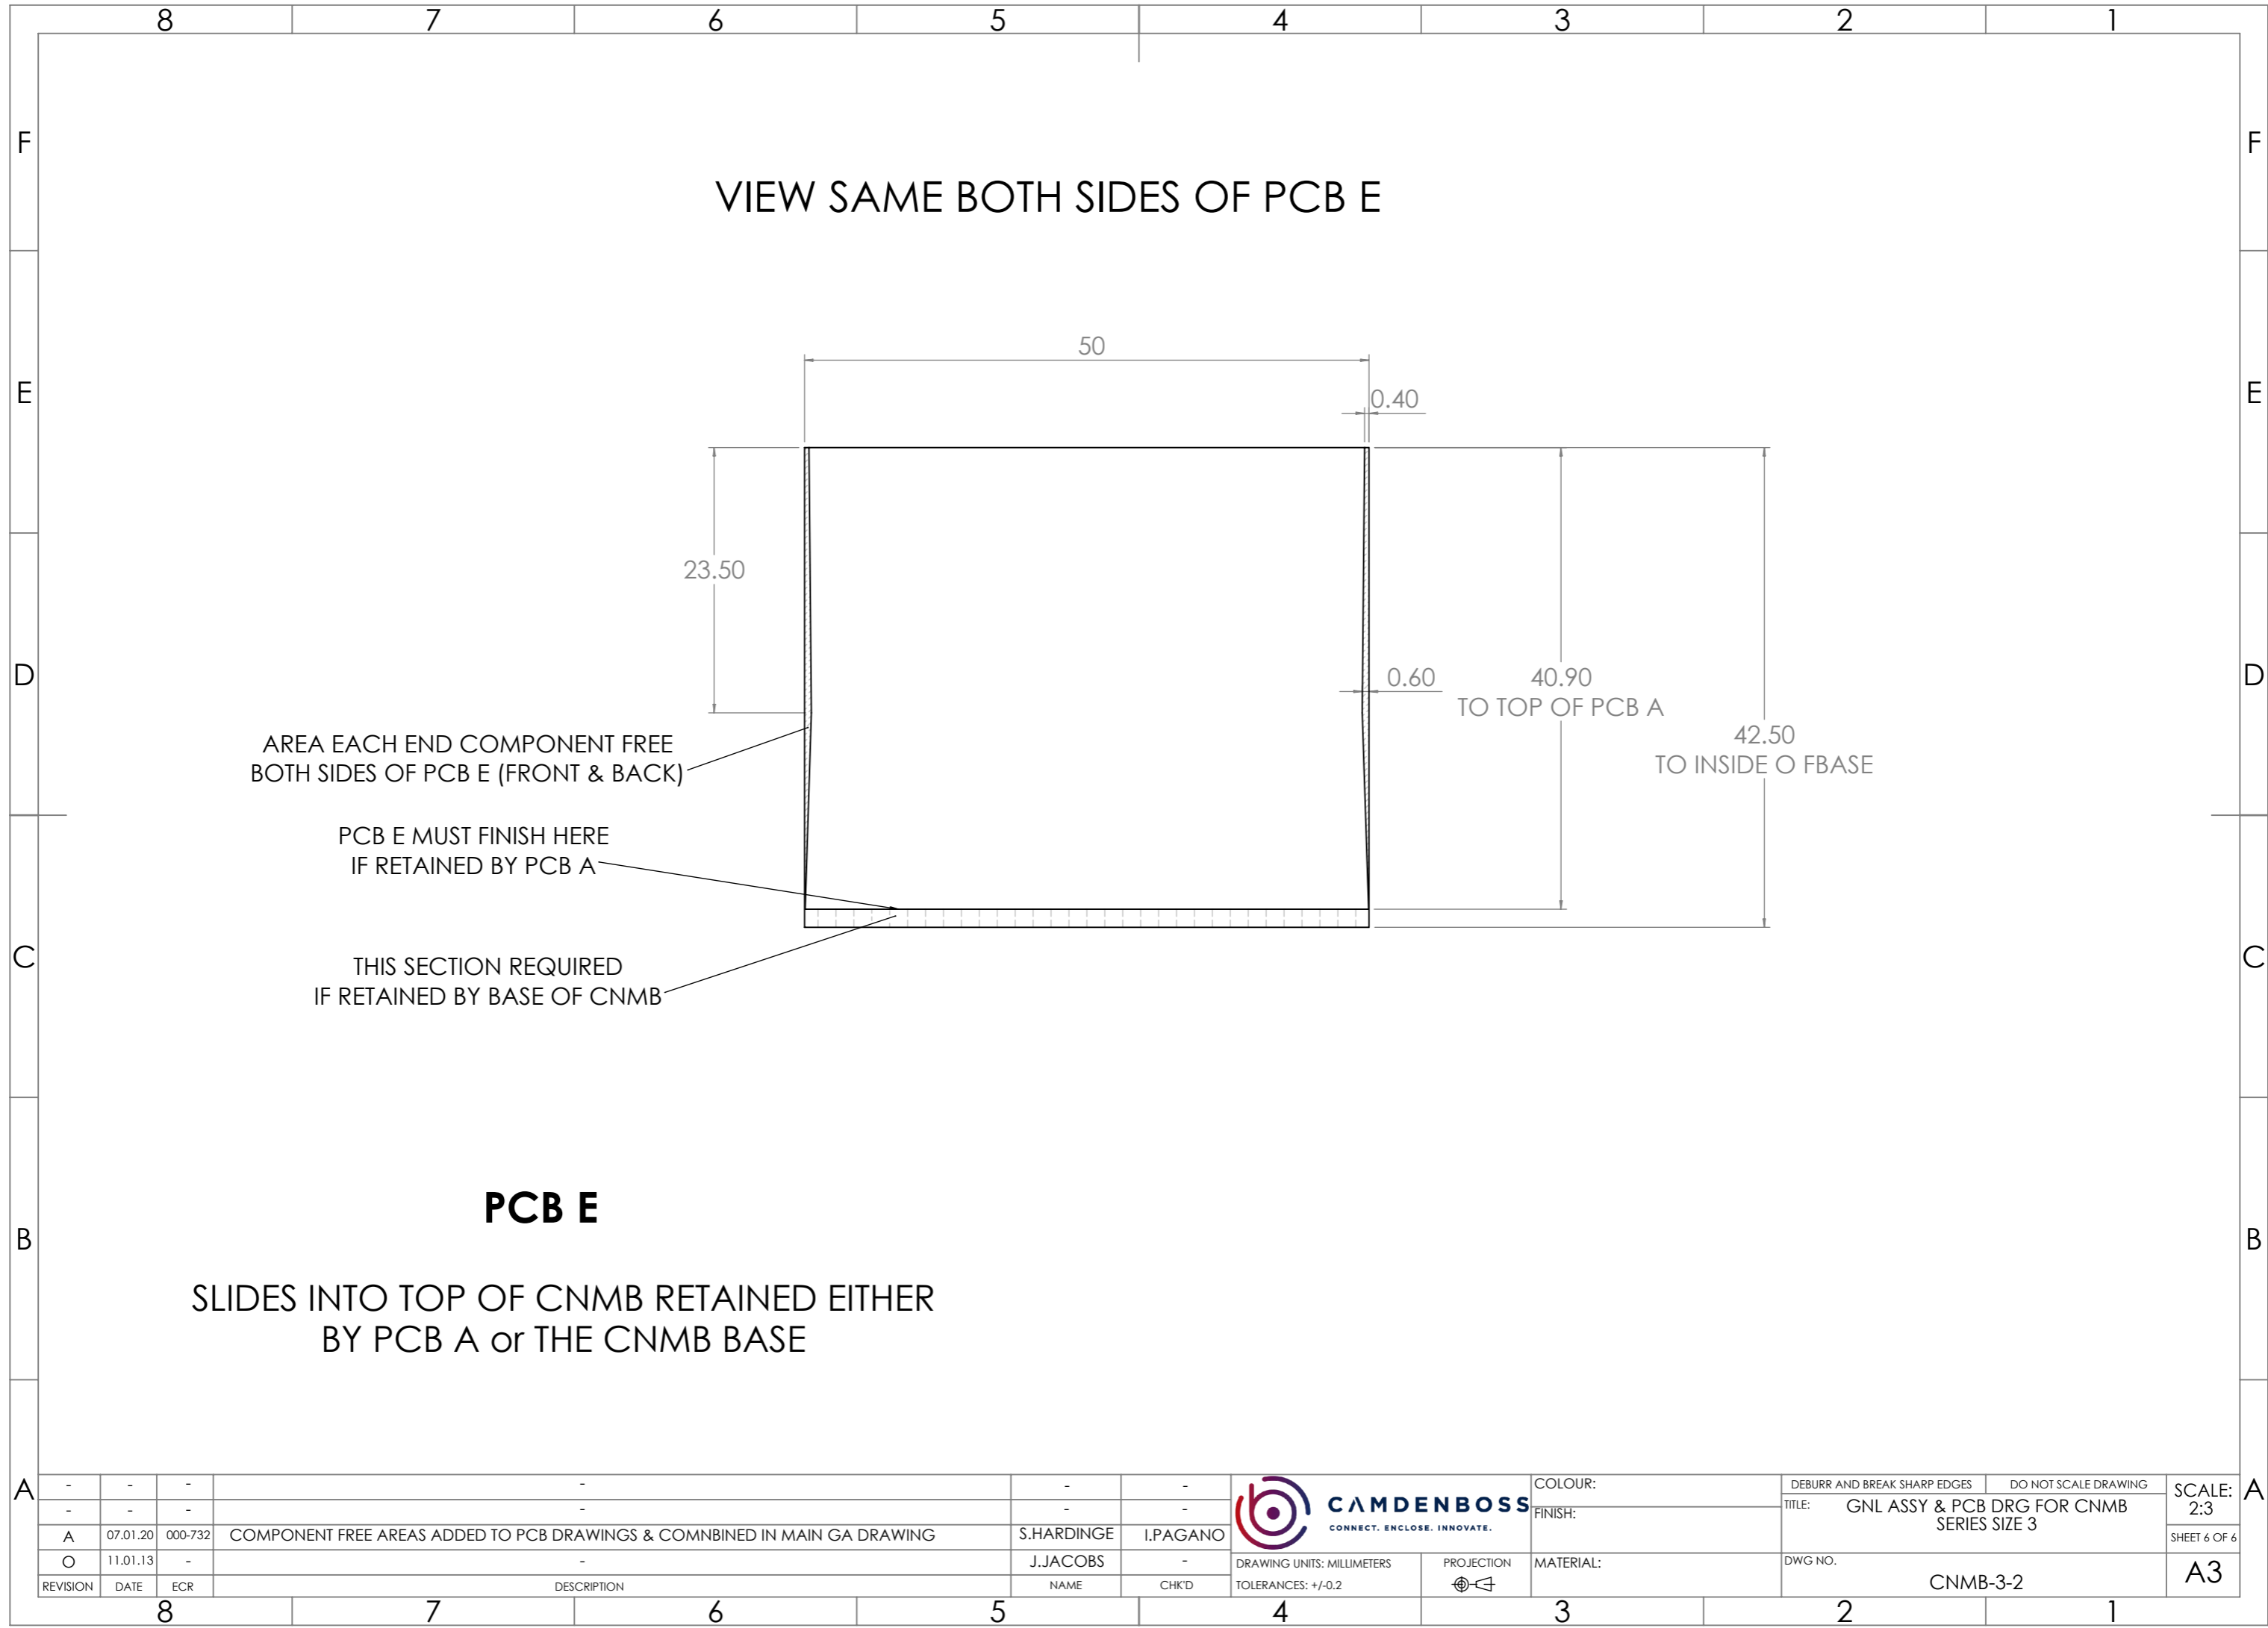 8 7 6 5 4 3 2 1
F F
VIEW SAME BOTH SIDES OF PCB E
50
E E
0.40
23.50
D D
0.60
40.90
TO TOP OF PCB A
42.50
TO INSIDE O FBASE
AREA EACH END COMPONENT FREE
BOTH SIDES OF PCB E (FRONT & BACK)
PCB E MUST FINISH HERE
IF RETAINED BY PCB A
C C
THIS SECTION REQUIRED
IF RETAINED BY BASE OF CNMB
PCB E
B B
SLIDES INTO TOP OF CNMB RETAINED EITHER
BY PCB A or THE CNMB BASE
A A
- - - - - -
- - - - - -
A 07.01.20 000-732 COMPONENT FREE AREAS ADDED TO PCB DRAWINGS & COMNBINED IN MAIN GA DRAWING S.HARDINGE I.PAGANO
O 11.01.13 - - J.JACOBS -
REVISION DATE ECR DESCRIPTION NAME CHK'D
CAMDENBOSS
CONNECT. ENCLOSE. INNOVATE.
DRAWING UNITS: MILLIMETERS
TOLERANCES: +/-0.2
PROJECTION
COLOUR:
FINISH:
MATERIAL:
DEBURR AND BREAK SHARP EDGES
DO NOT SCALE DRAWING
TITLE: GNL ASSY & PCB DRG FOR CNMB
SERIES SIZE 3
DWG NO.
CNMB-3-2
SCALE:
2:3
SHEET 6 OF 6
A3
8 7 6 5 4 3 2 1